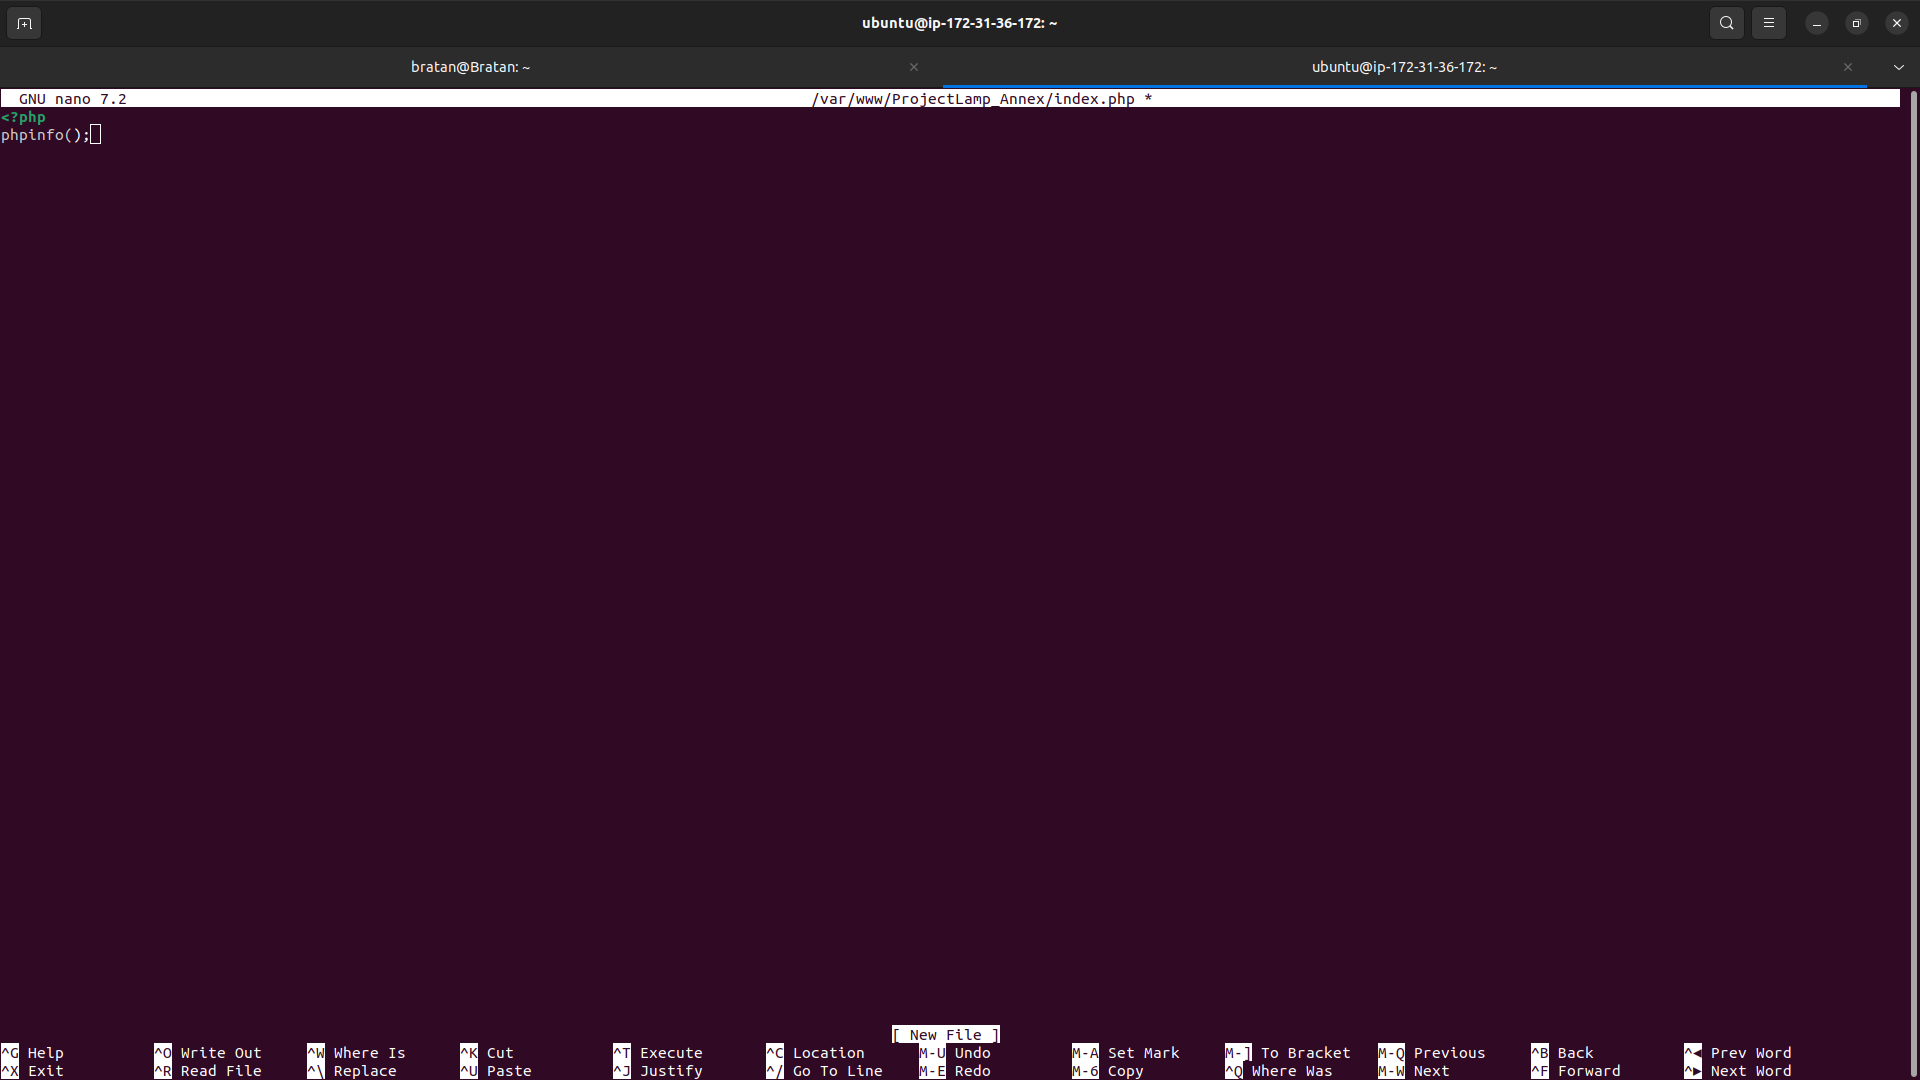 ubuntu@ip-172-31-36-172: ~
bratan@Bratan: ~
ubuntu@ip-172-31-36-172: ~
GNU nano 7.2 /var/www/ProjectLamp_Annex/index.php *
<?php
phpinfo();
[ New File ]
^G Help ^O Write Out ^W Where Is ^K Cut ^T Execute ^C Location M-U Undo M-A Set Mark M-] To Bracket M-Q Previous ^B Back ^◂ Prev Word
^X Exit ^R Read File ^\ Replace ^U Paste ^J Justify ^/ Go To Line M-E Redo M-6 Copy ^Q Where Was M-W Next ^F Forward ^▸ Next Word